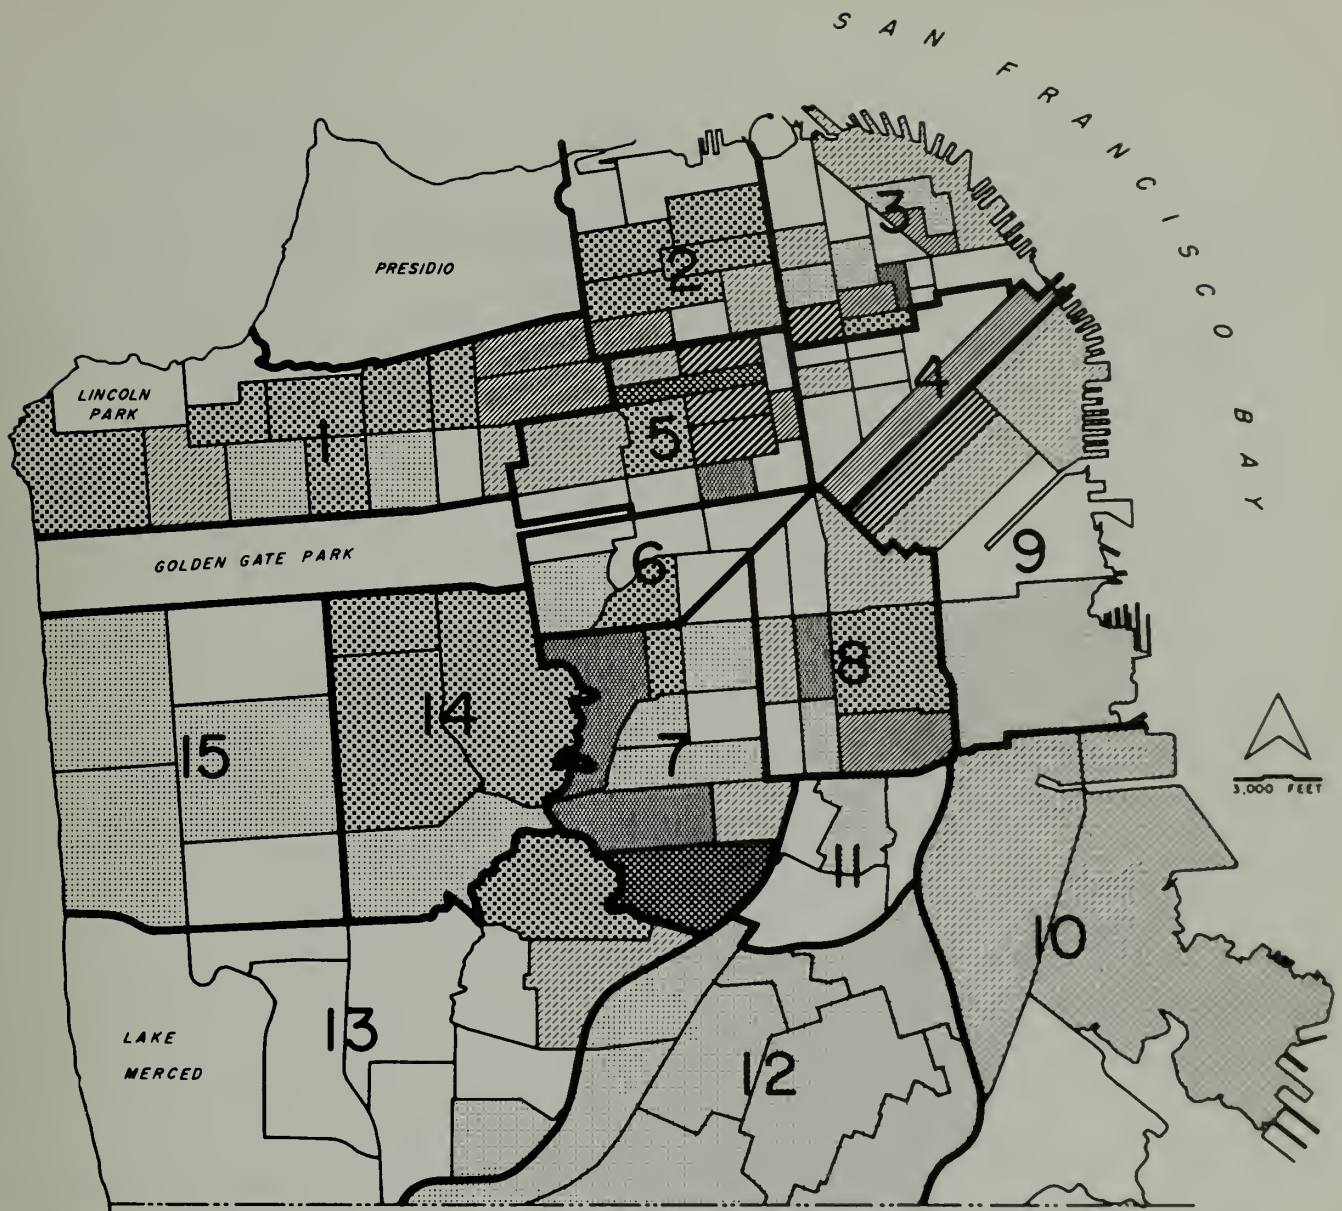 SAN FRANCISCO BAY
PRESIDIO
LINCOLN
PARK
GOLDEN GATE PARK
LAKE
MERCED
3,000 FEET
1
2
3
4
5
6
7
8
9
10
11
12
13
14
15